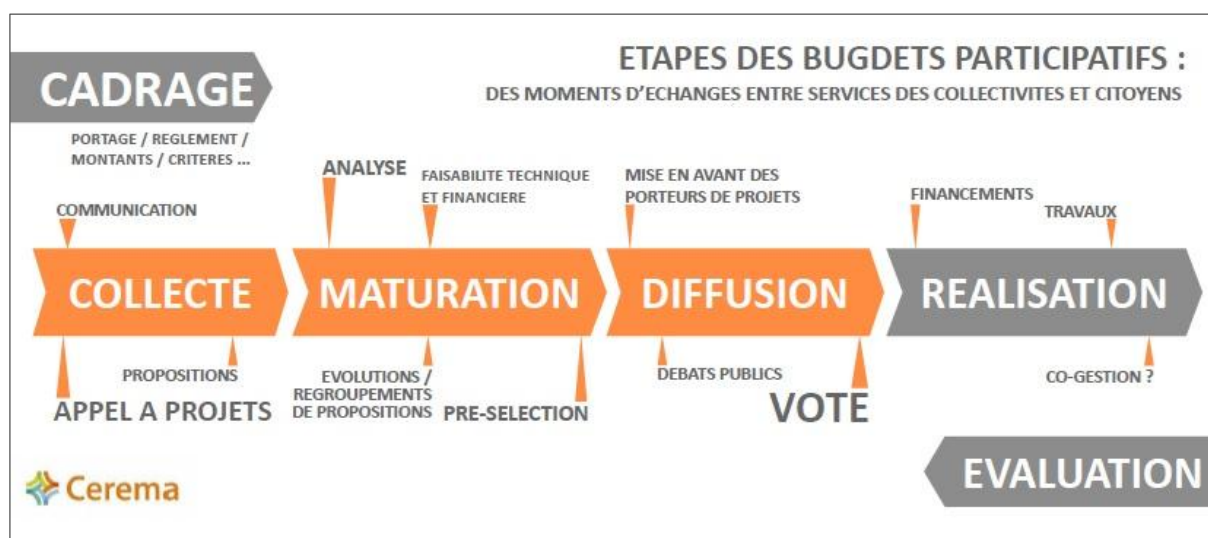 CADRAGE
ETAPES DES BUGDETS PARTICIPATIFS :
DES MOMENTS D'ECHANGES ENTRE SERVICES DES COLLECTIVITES ET CITOYENS
PORTAGE / REGLEMENT /
MONTANTS / CRITERES ...
COMMUNICATION
ANALYSE
FAISABILITE TECHNIQUE
ET FINANCIERE
MISE EN AVANT DES
PORTEURS DE PROJETS
FINANCEMENTS
TRAVAUX
COLLECTE
MATURATION
DIFFUSION
REALISATION
PROPOSITIONS
APPEL A PROJETS
EVOLUTIONS /
REGROUPEMENTS
DE PROPOSITIONS
PRE-SELECTION
DEBATS PUBLICS
VOTE
CO-GESTION ?
Cerema
EVALUATION